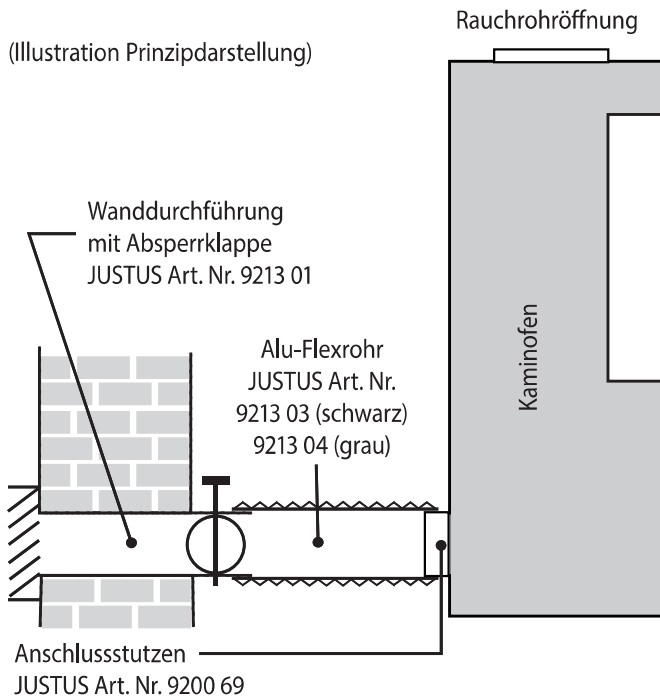 Rauchrohröffnung
(Illustration Prinzipdarstellung)
Wanddurchführung
mit Absperrklappe
JUSTUS Art. Nr. 9213 01
Alu-Flexrohr
JUSTUS Art. Nr.
9213 03 (schwarz)
9213 04 (grau)
Kaminofen
Anschlussstutzen
JUSTUS Art. Nr. 9200 69